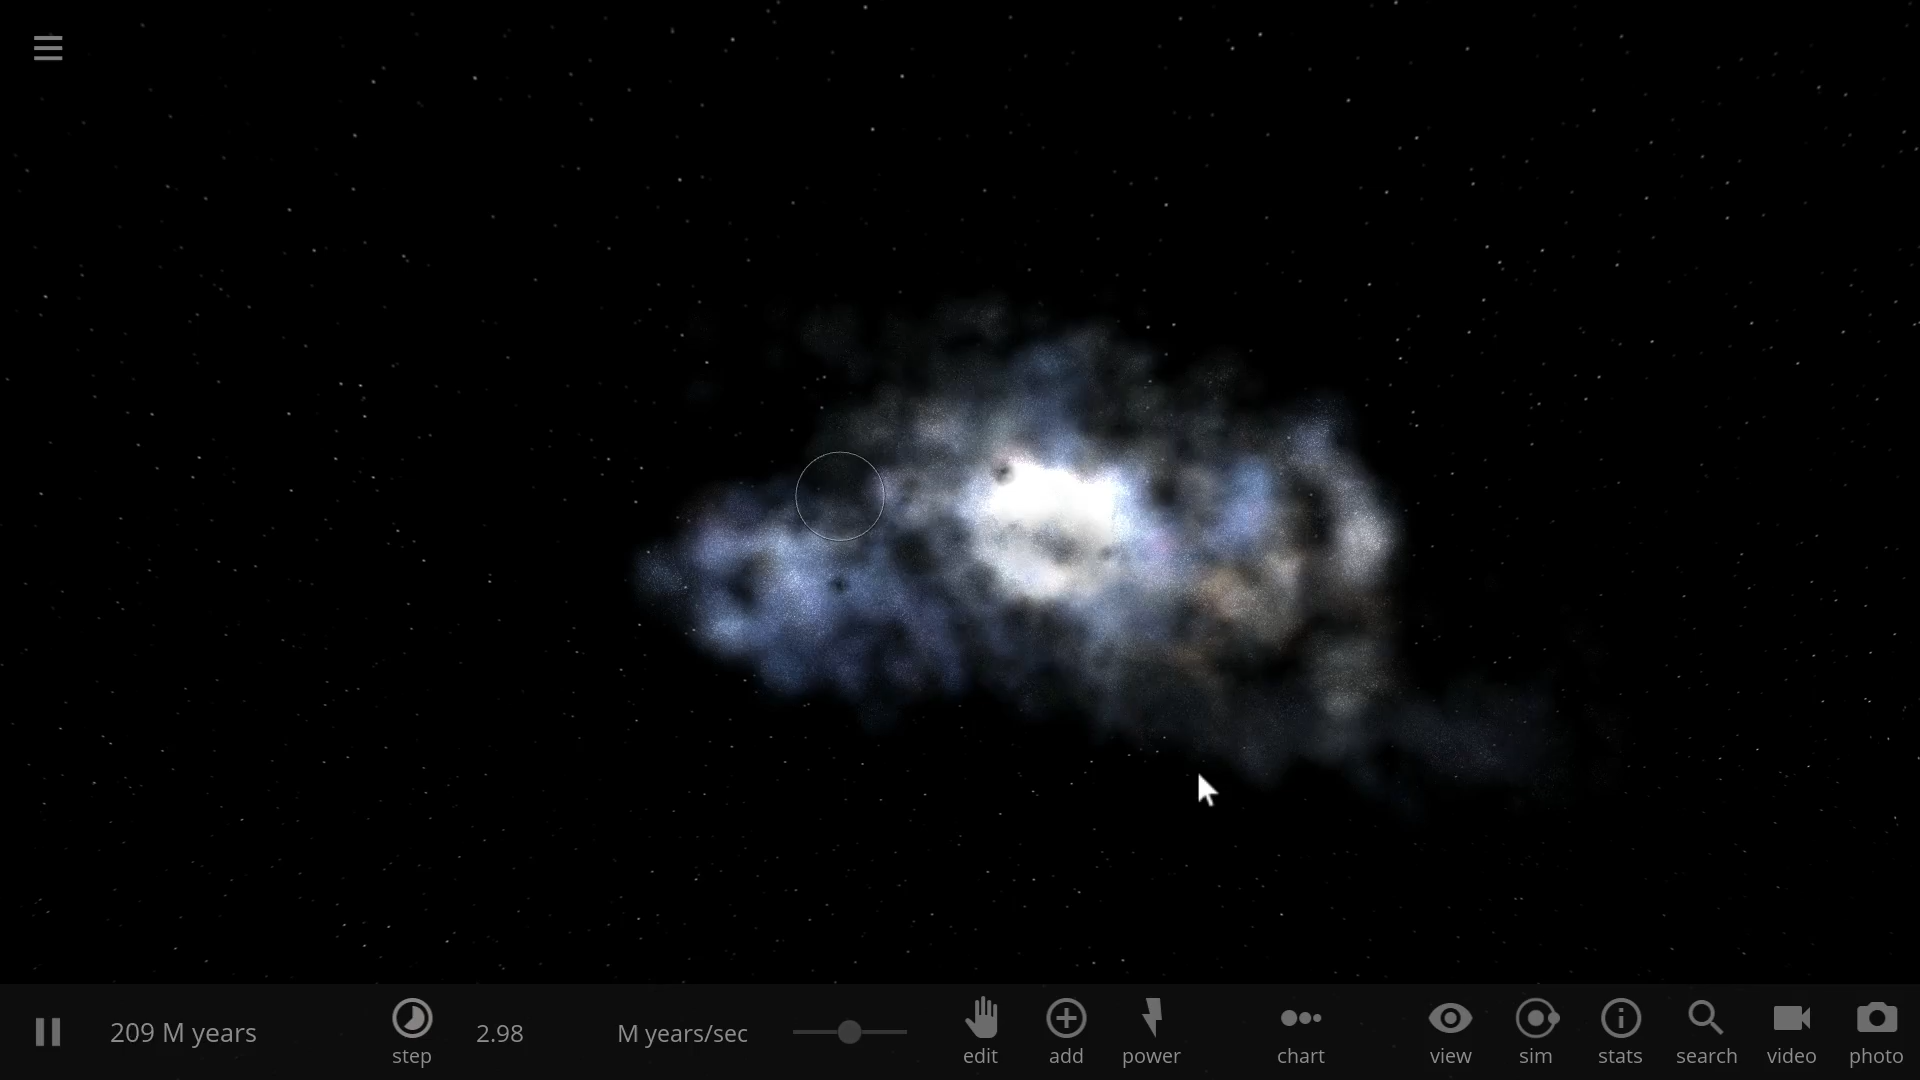 209 M years
step
2.98
M years/sec
edit
add
power
chart
view
sim
stats
search
video
photo